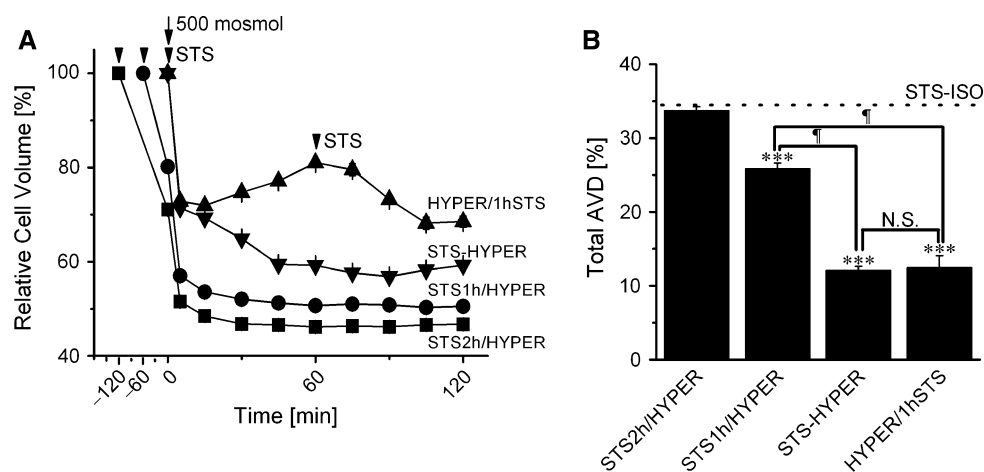 A
500 mosmol
STS
STS
Relative Cell Volume [%]
100
80
60
40
HYPER/1hSTS
STS-HYPER
STS1h/HYPER
STS2h/HYPER
−120
−60
0
60
120
Time [min]
B
Total AVD [%]
40
30
20
10
0
STS-ISO
¶
¶
***
N.S.
***
***
STS2h/HYPER
STS1h/HYPER
STS-HYPER
HYPER/1hSTS